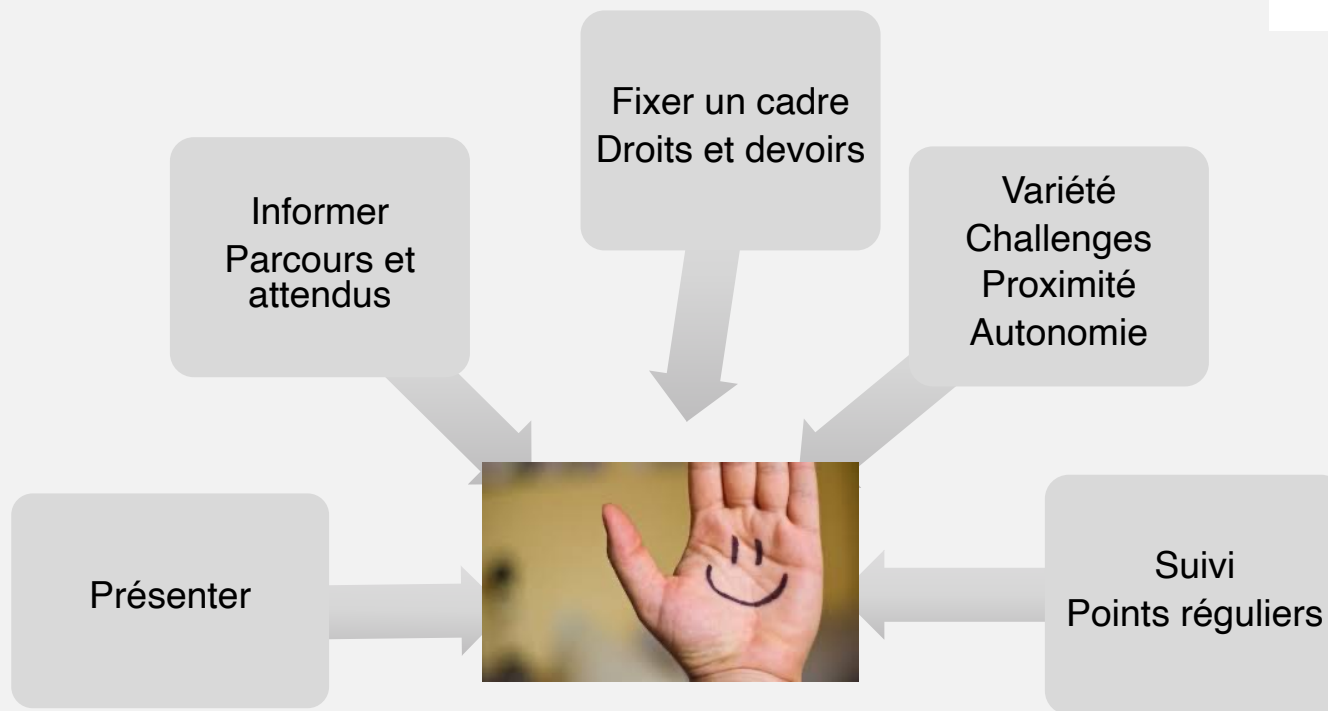 Présenter
Informer
Parcours et
attendus
Fixer un cadre
Droits et devoirs
Variété
Challenges
Proximité
Autonomie
Suivi
Points réguliers